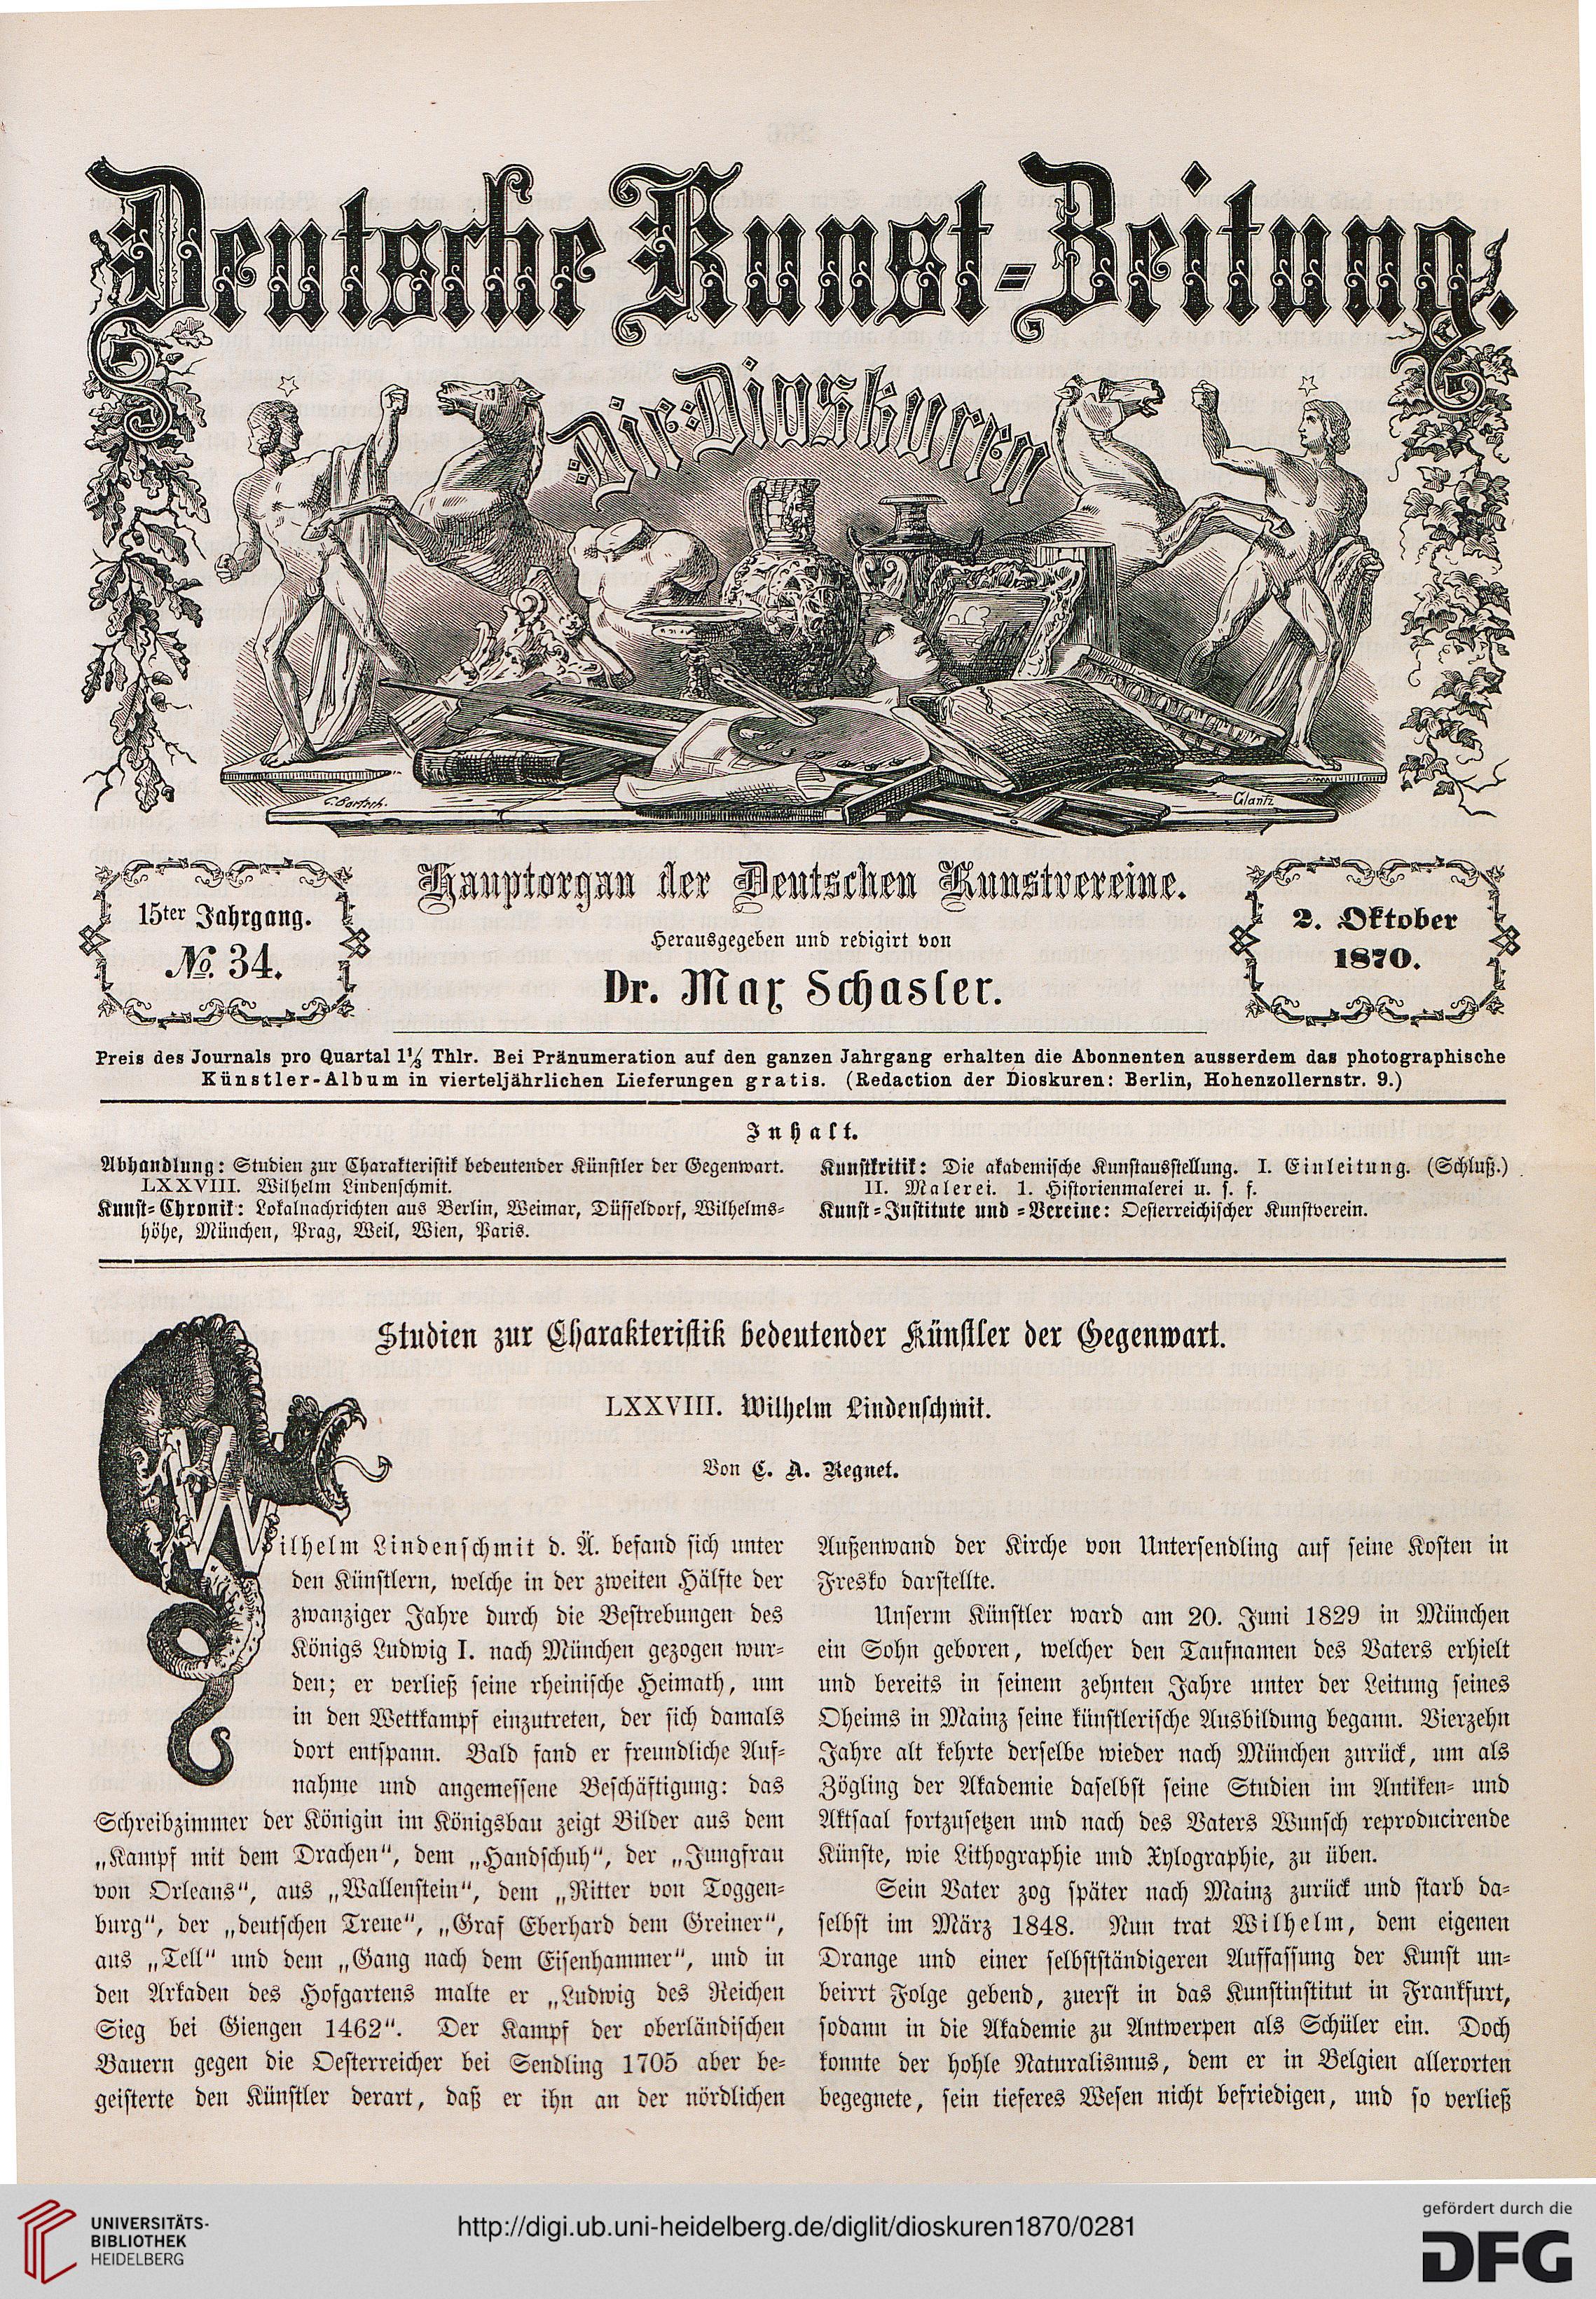 Deutsche Kunst-Zeitung.
Die Dioskuren
C. Bartsch.
Glantz
Hauptorgan der Deutschen Kunstvereine.
15ter Jahrgang.
No. 34.
Herausgegeben und redigirt von
Dr. Max Schasler.
2. Oktober
1870.
Preis des Journals pro Quartal 1½ Thlr. Bei Pränumeration auf den ganzen Jahrgang erhalten die Abonnenten ausserdem das photographische
Künstler-Album in vierteljährlichen Lieferungen gratis. (Redaction der Dioskuren: Berlin, Hohenzollernstr. 9.)
Inhalt.
Abhandlung: Studien zur Charakteristik bedeutender Künstler der Gegenwart.
LXXVIII. Wilhelm Lindenschmit.
Kunst-Chronik: Lokalnachrichten aus Berlin, Weimar, Düsseldorf, Wilhelms-
höhe, München, Prag, Weil, Wien, Paris.
Kunstkritik: Die akademische Kunstausstellung. I. Einleitung. (Schluß.)
II. Malerei. 1. Historienmalerei u. s. f.
Kunst-Institute und -Vereine: Oesterreichischer Kunstverein.
Studien zur Charakteristik bedeutender Künstler der Gegenwart.
LXXVIII. Wilhelm Lindenschmit.
Von C. A. Regnet.
Wilhelm Lindenschmit d. Ä. befand sich unter
den Künstlern, welche in der zweiten Hälfte der
zwanziger Jahre durch die Bestrebungen des
Königs Ludwig I. nach München gezogen wur-
den; er verließ seine rheinische Heimath, um
in den Wettkampf einzutreten, der sich damals
dort entspann. Bald fand er freundliche Auf-
nahme und angemessene Beschäftigung: das
Schreibzimmer der Königin im Königsbau zeigt Bilder aus dem
„Kampf mit dem Drachen“, dem „Handschuh“, der „Jungfrau
von Orleans“, aus „Wallenstein“, dem „Ritter von Toggen-
burg“, der „deutschen Treue“, „Graf Eberhard dem Greiner“,
aus „Tell“ und dem „Gang nach dem Eisenhammer“, und in
den Arkaden des Hofgartens malte er „Ludwig des Reichen
Sieg bei Giengen 1462“. Der Kampf der oberländischen
Bauern gegen die Oesterreicher bei Sendling 1705 aber be-
geisterte den Künstler derart, daß er ihn an der nördlichen
Außenwand der Kirche von Untersendling auf seine Kosten in
Fresko darstellte.
Unserm Künstler ward am 20. Juni 1829 in München
ein Sohn geboren, welcher den Taufnamen des Vaters erhielt
und bereits in seinem zehnten Jahre unter der Leitung seines
Oheims in Mainz seine künstlerische Ausbildung begann. Vierzehn
Jahre alt kehrte derselbe wieder nach München zurück, um als
Zögling der Akademie daselbst seine Studien im Antiken- und
Aktsaal fortzusetzen und nach des Vaters Wunsch reproducirende
Künste, wie Lithographie und Xylographie, zu üben.
Sein Vater zog später nach Mainz zurück und starb da-
selbst im März 1848. Nun trat Wilhelm, dem eigenen
Drange und einer selbstständigeren Auffassung der Kunst un-
beirrt Folge gebend, zuerst in das Kunstinstitut in Frankfurt,
sodann in die Akademie zu Antwerpen als Schüler ein. Doch
konnte der hohle Naturalismus, dem er in Belgien allerorten
begegnete, sein tieferes Wesen nicht befriedigen, und so verließ
UNIVERSITÄTS-
BIBLIOTHEK
HEIDELBERG
http://digi.ub.uni-heidelberg.de/diglit/dioskuren1870/0281
gefördert durch die
DFG